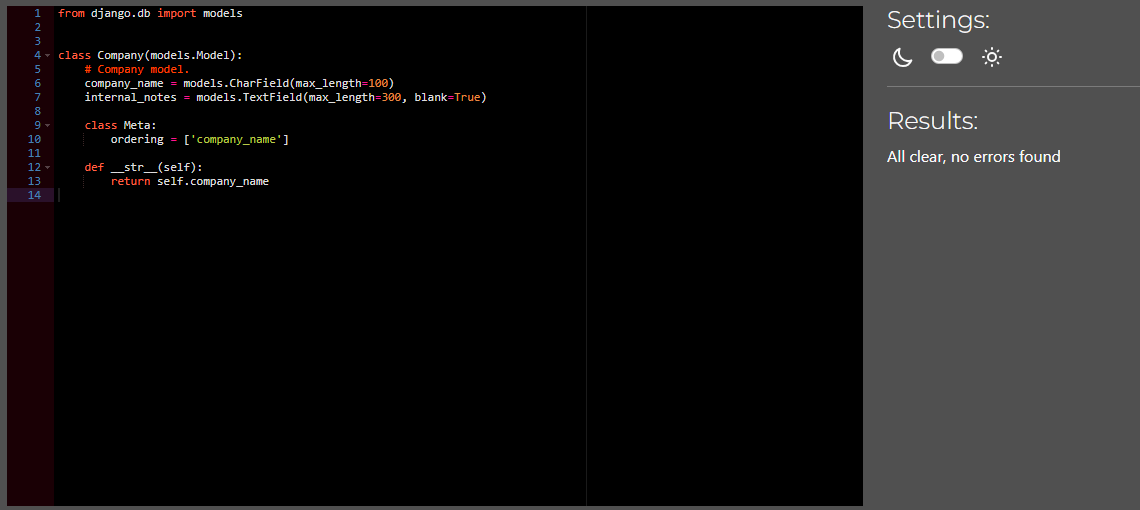 1 from django.db import models
2
3
4 class Company(models.Model):
5     # Company model.
6     company_name = models.CharField(max_length=100)
7     internal_notes = models.TextField(max_length=300, blank=True)
8
9     class Meta:
10         ordering = ['company_name']
11
12     def __str__(self):
13         return self.company_name
14
Settings:
Results:
All clear, no errors found